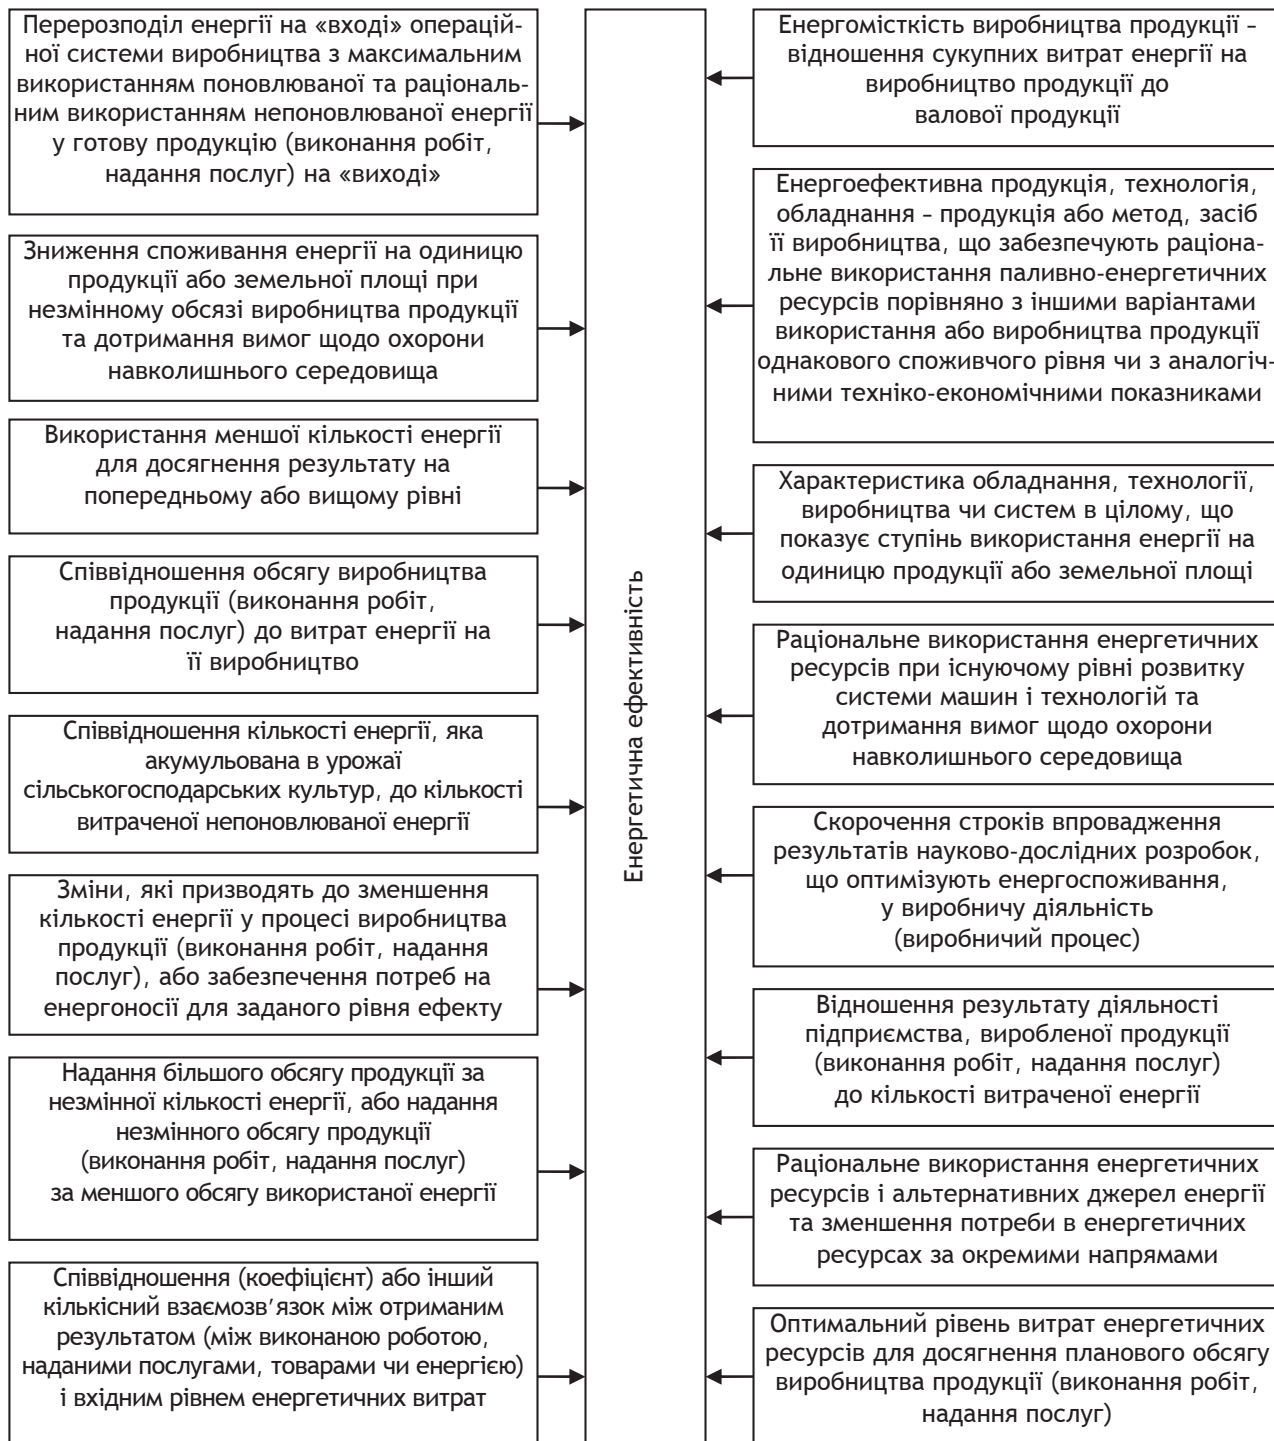 Перерозподіл енергії на «вході» операцій-
ної системи виробництва з максимальним
використанням поновлюваної та раціональ-
ним використанням непоновлюваної енергії
у готову продукцію (виконання робіт,
надання послуг) на «виході»
Зниження споживання енергії на одиницю
продукції або земельної площі при
незмінному обсязі виробництва продукції
та дотримання вимог щодо охорони
навколишнього середовища
Використання меншої кількості енергії
для досягнення результату на
попередньому або вищому рівні
Співвідношення обсягу виробництва
продукції (виконання робіт,
надання послуг) до витрат енергії на
її виробництво
Співвідношення кількості енергії, яка
акумульована в урожаї
сільськогосподарських культур, до кількості
витраченої непоновлюваної енергії
Зміни, які призводять до зменшення
кількості енергії у процесі виробництва
продукції (виконання робіт, надання
послуг), або забезпечення потреб на
енергоносії для заданого рівня ефекту
Надання більшого обсягу продукції за
незмінної кількості енергії, або надання
незмінного обсягу продукції
(виконання робіт, надання послуг)
за меншого обсягу використаної енергії
Співвідношення (коефіцієнт) або інший
кількісний взаємозв'язок між отриманим
результатом (між виконаною роботою,
наданими послугами, товарами чи енергією)
і вхідним рівнем енергетичних витрат
Енергетична ефективність
Енергомісткість виробництва продукції –
відношення сукупних витрат енергії на
виробництво продукції до
валової продукції
Енергоефективна продукція, технологія,
обладнання – продукція або метод, засіб
її виробництва, що забезпечують раціона-
льне використання паливно-енергетичних
ресурсів порівняно з іншими варіантами
використання або виробництва продукції
однакового споживчого рівня чи з аналогіч-
ними техніко-економічними показниками
Характеристика обладнання, технології,
виробництва чи систем в цілому, що
показує ступінь використання енергії на
одиницю продукції або земельної площі
Раціональне використання енергетичних
ресурсів при існуючому рівні розвитку
системи машин і технологій та
дотримання вимог щодо охорони
навколишнього середовища
Скорочення строків впровадження
результатів науково-дослідних розробок,
що оптимізують енергоспоживання,
у виробничу діяльність
(виробничий процес)
Відношення результату діяльності
підприємства, виробленої продукції
(виконання робіт, надання послуг)
до кількості витраченої енергії
Раціональне використання енергетичних
ресурсів і альтернативних джерел енергії
та зменшення потреби в енергетичних
ресурсах за окремими напрямами
Оптимальний рівень витрат енергетичних
ресурсів для досягнення планового обсягу
виробництва продукції (виконання робіт,
надання послуг)